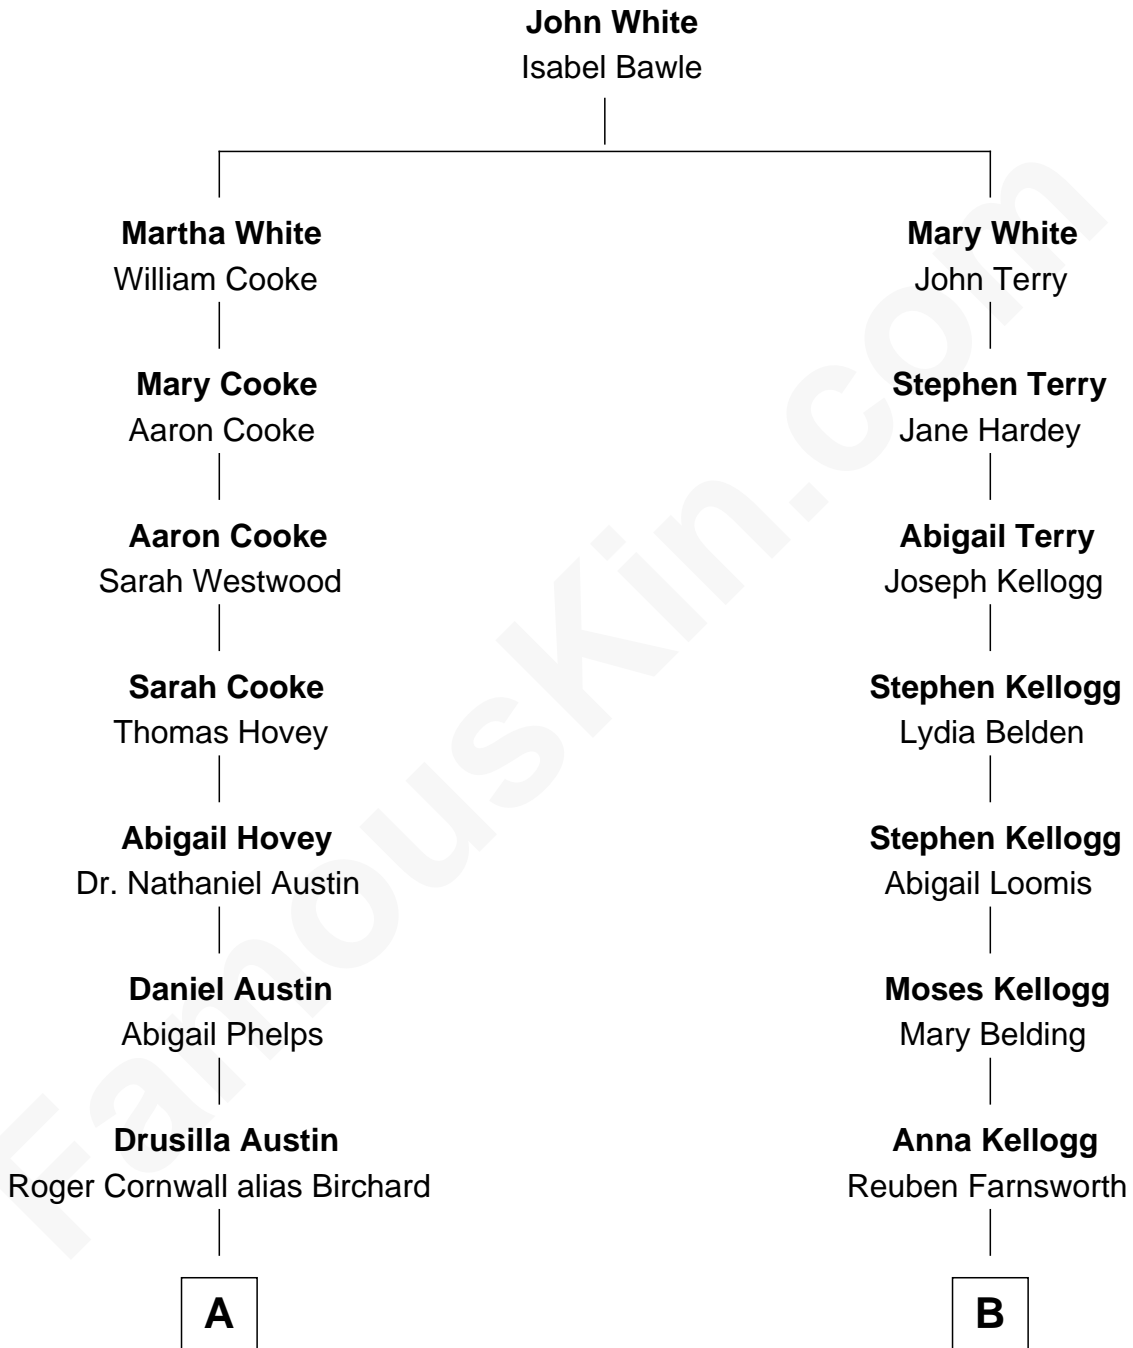 John White
Isabel Bawle
Martha White
William Cooke
Mary White
John Terry
Mary Cooke
Aaron Cooke
Stephen Terry
Jane Hardey
Aaron Cooke
Sarah Westwood
Abigail Terry
Joseph Kellogg
Sarah Cooke
Thomas Hovey
Stephen Kellogg
Lydia Belden
Abigail Hovey
Dr. Nathaniel Austin
Stephen Kellogg
Abigail Loomis
Daniel Austin
Abigail Phelps
Moses Kellogg
Mary Belding
Drusilla Austin
Roger Cornwall alias Birchard
Anna Kellogg
Reuben Farnsworth
A
B
FamousKin.com